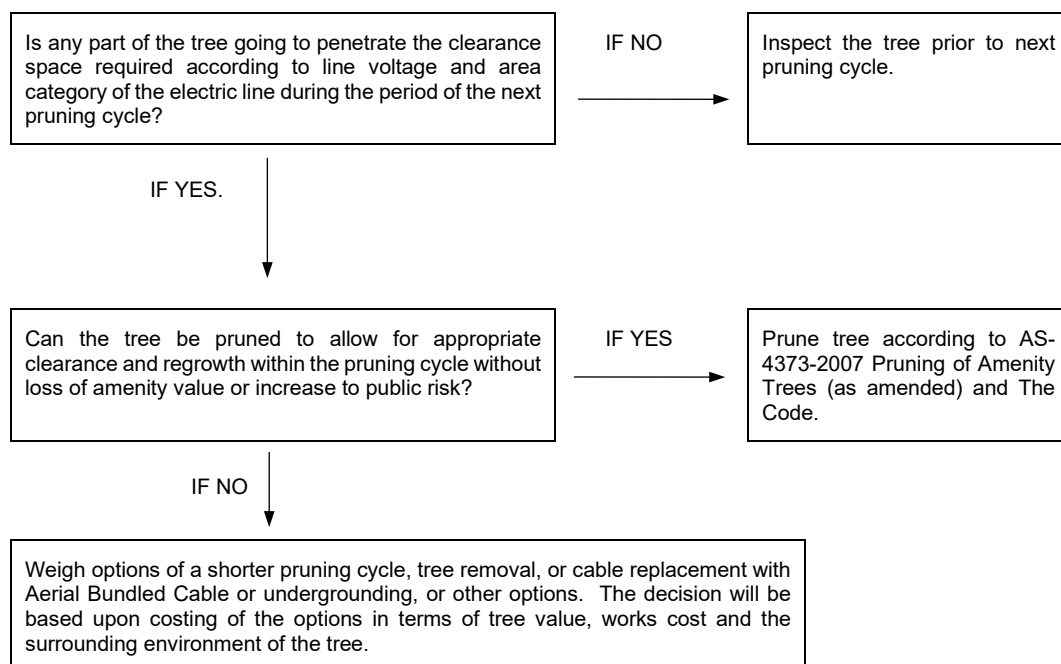 Is any part of the tree going to penetrate the clearance
space required according to line voltage and area
category of the electric line during the period of the next
pruning cycle?
IF NO
Inspect the tree prior to next
pruning cycle.
IF YES.
Can the tree be pruned to allow for appropriate
clearance and regrowth within the pruning cycle without
loss of amenity value or increase to public risk?
IF YES
Prune tree according to AS-
4373-2007 Pruning of Amenity
Trees (as amended) and The
Code.
IF NO
Weigh options of a shorter pruning cycle, tree removal, or cable replacement with
Aerial Bundled Cable or undergrounding, or other options. The decision will be
based upon costing of the options in terms of tree value, works cost and the
surrounding environment of the tree.